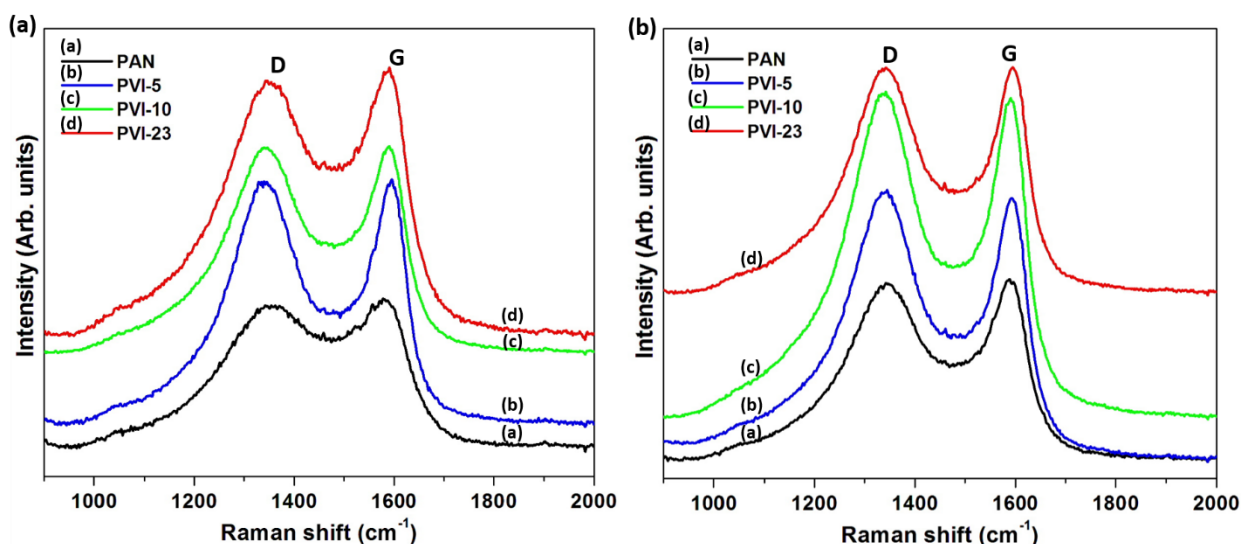 (a)
(a) PAN
(b) PVI-5
(c) PVI-10
(d) PVI-23
D
G
(d)
(c)
(b)
(a)
Intensity (Arb. units)
1000 1200 1400 1600 1800 2000
Raman shift (cm⁻¹)
(b)
(a) PAN
(b) PVI-5
(c) PVI-10
(d) PVI-23
D
G
(d)
(c)
(b)
(a)
Intensity (Arb. units)
1000 1200 1400 1600 1800 2000
Raman shift (cm⁻¹)